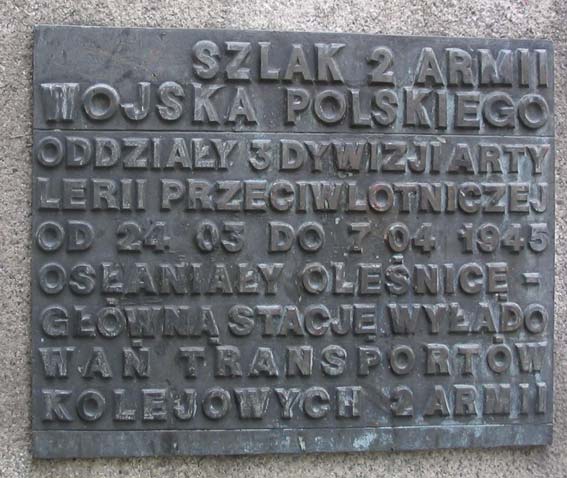 SZLAK 2 ARMII
WOJSKA POLSKIEGO
ODDZIAŁY 3 DYWIZJI ARTY
LERII PRZECIWLOTNICZEJ
OD 24 03 DO 7 04 1945
OSŁANIAŁY OLEŚNICĘ -
GŁÓWNĄ STACJĘ WYŁADO
WAŃ TRANSPORTÓW
KOLEJOWYCH 2 ARMII